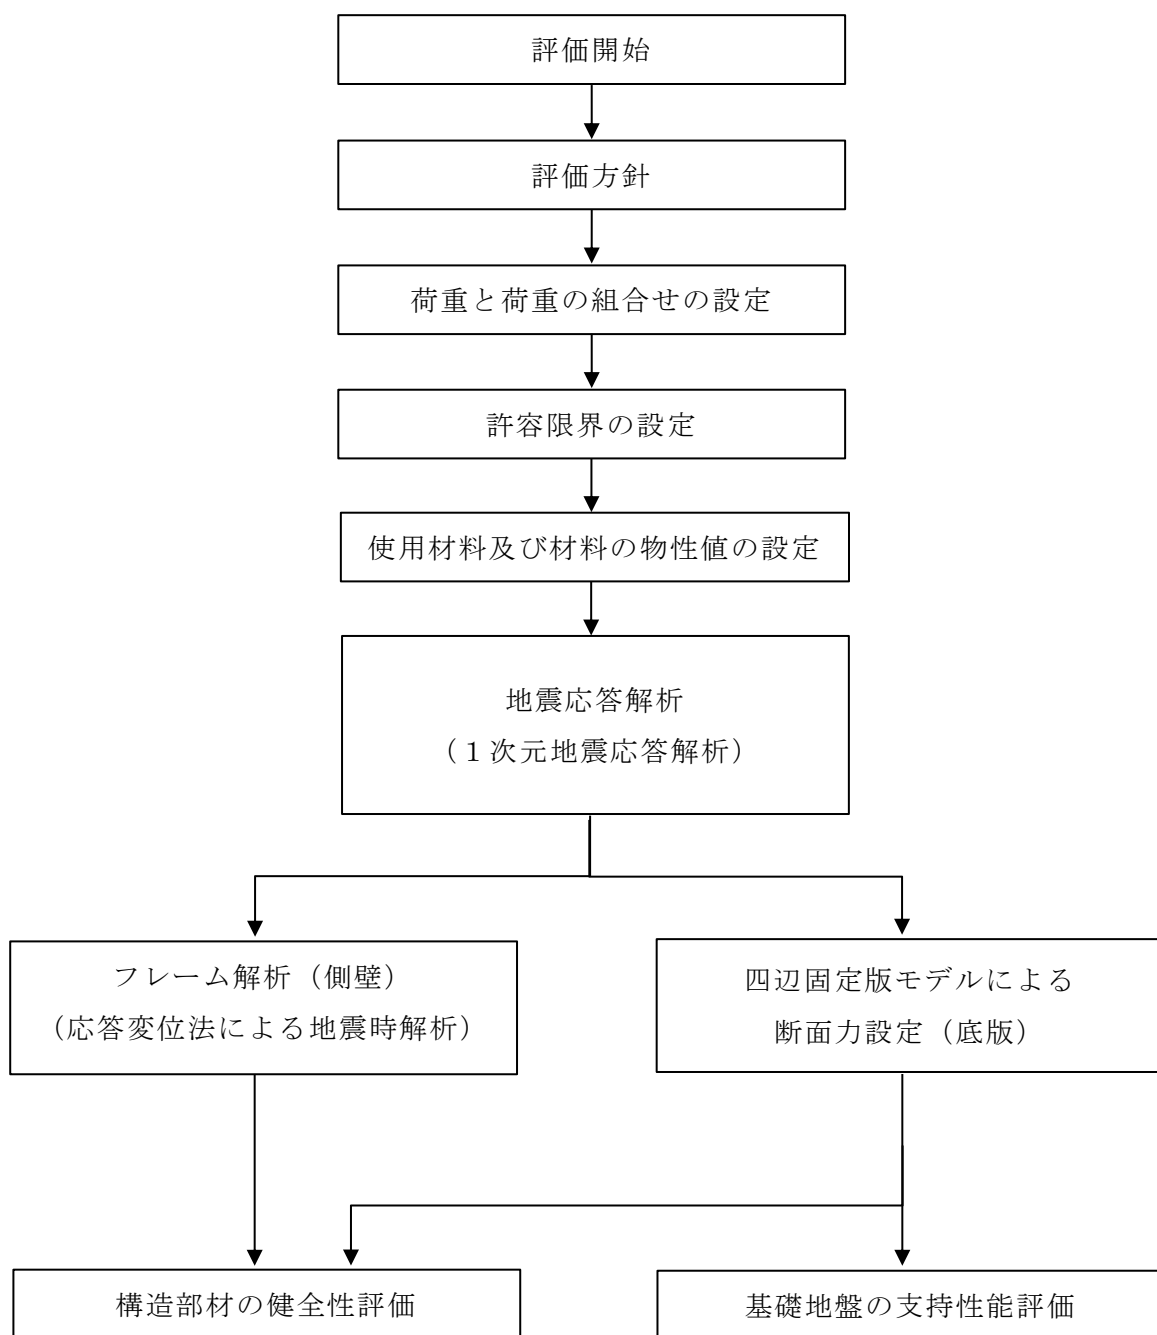 評価開始
評価方針
荷重と荷重の組合せの設定
許容限界の設定
使用材料及び材料の物性値の設定
地震応答解析
（１次元地震応答解析）
フレーム解析（側壁）
（応答変位法による地震時解析）
四辺固定版モデルによる
断面力設定（底版）
構造部材の健全性評価
基礎地盤の支持性能評価